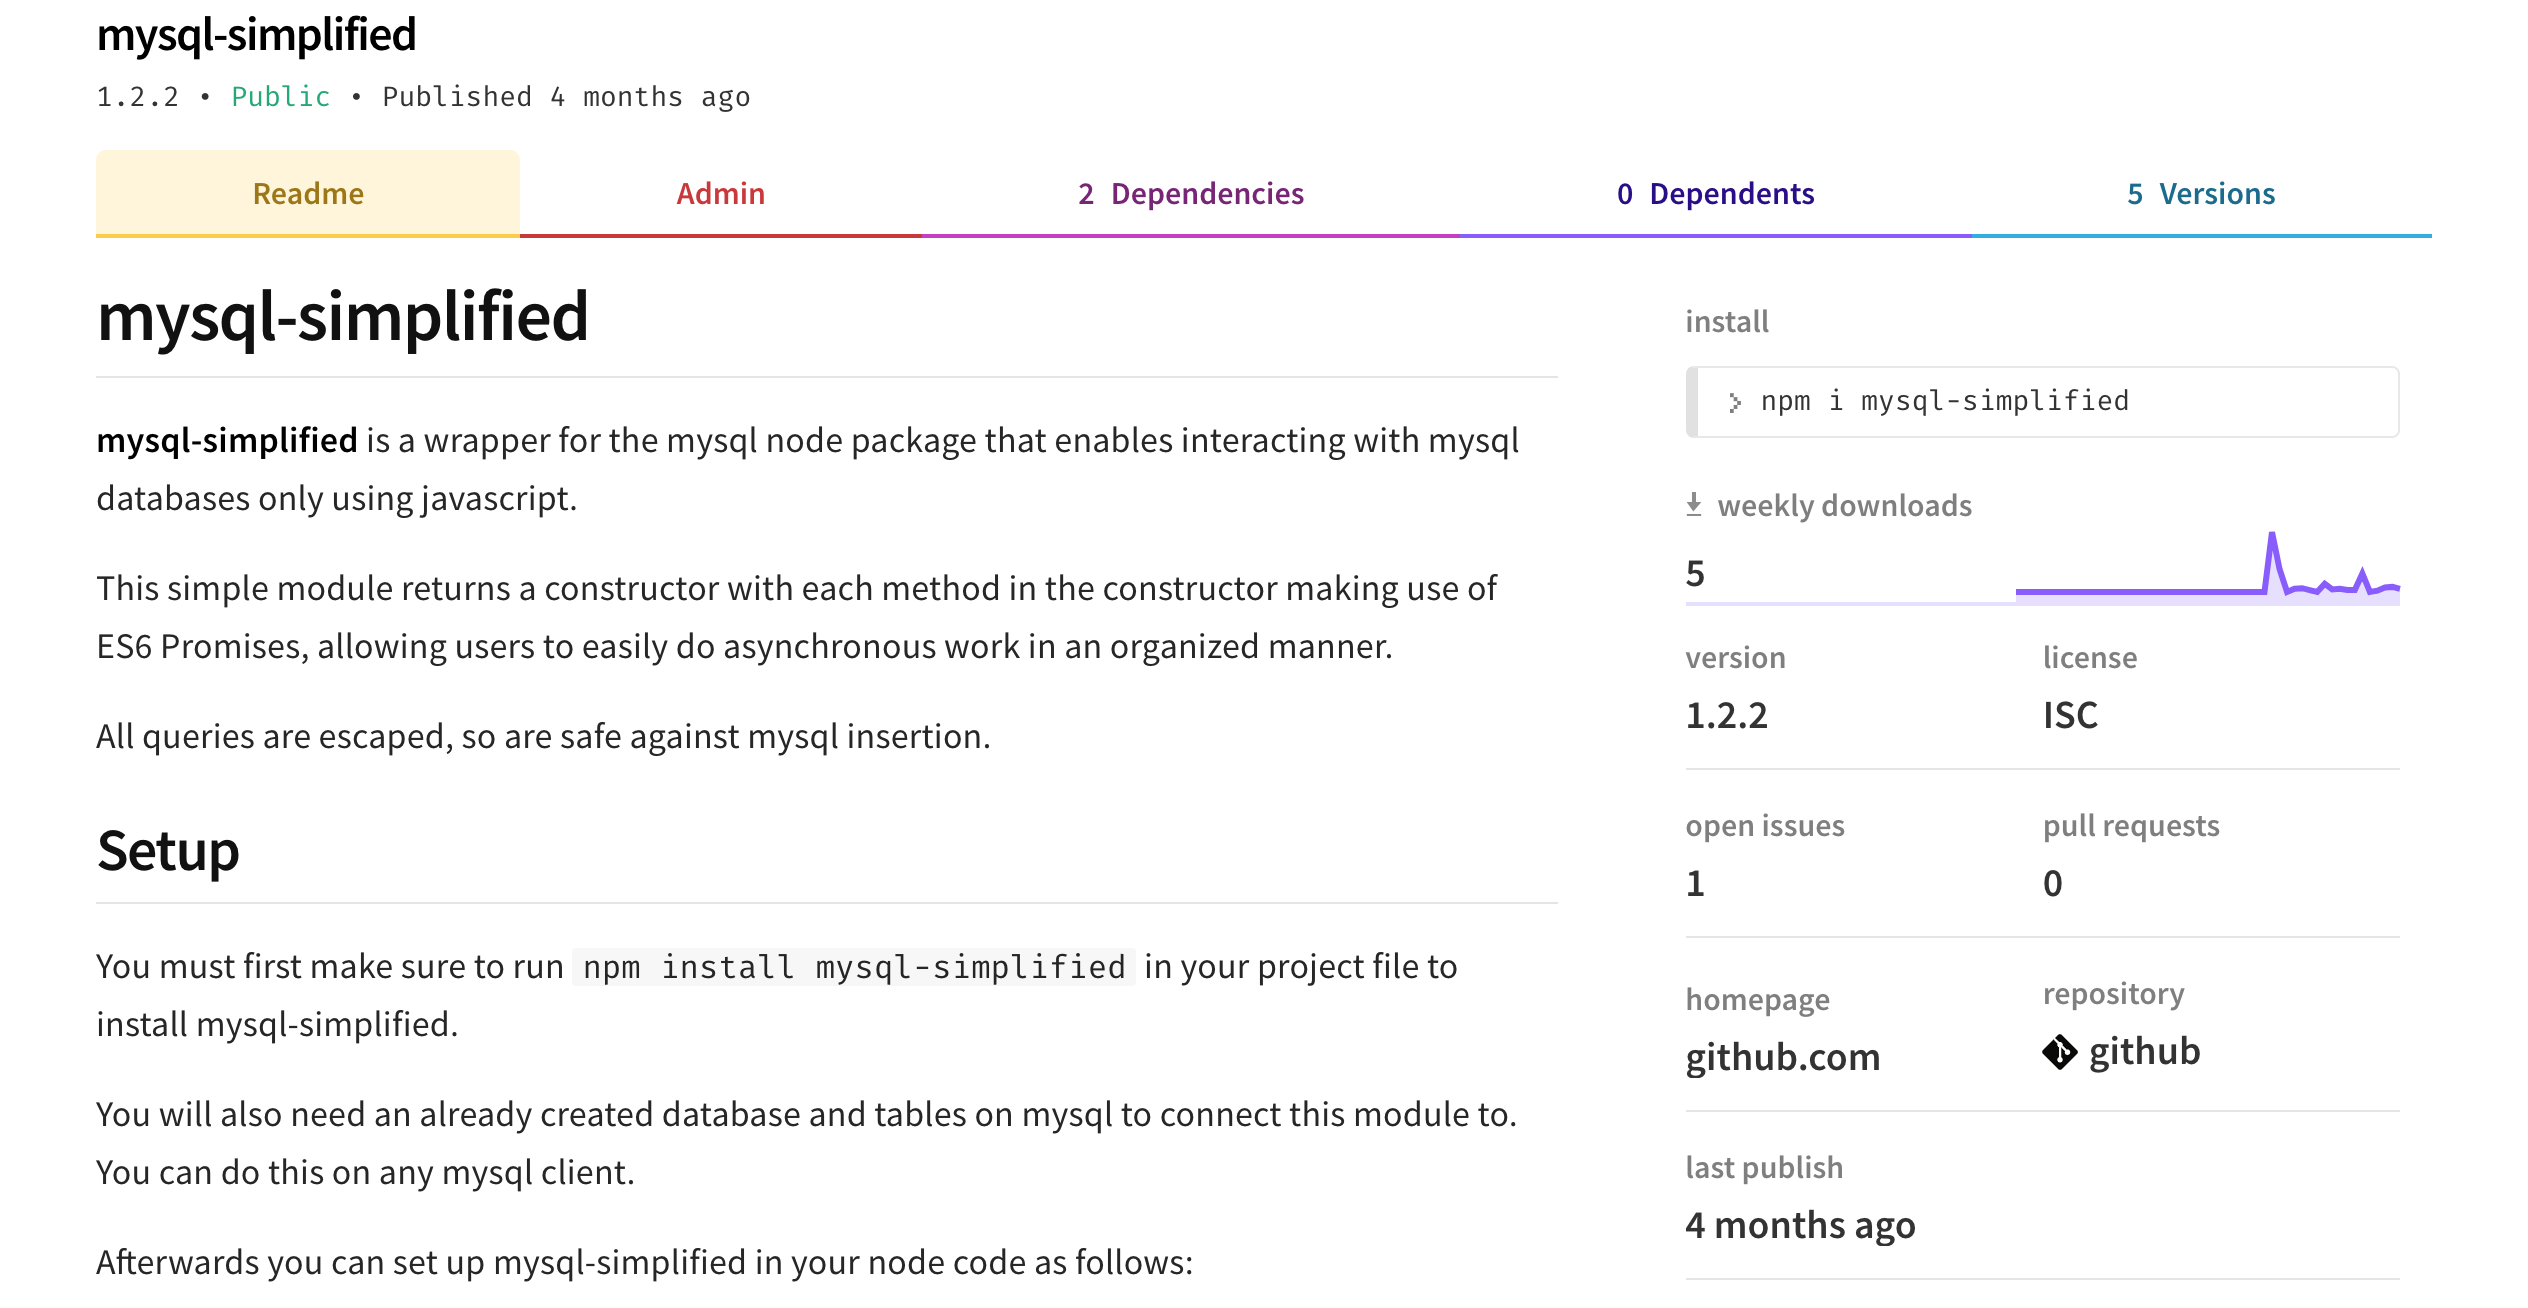 mysql-simplified
1.2.2 • Public • Published 4 months ago
Readme
Admin
2 Dependencies
0 Dependents
5 Versions
mysql-simplified
mysql-simplified is a wrapper for the mysql node package that enables interacting with mysql
databases only using javascript.
This simple module returns a constructor with each method in the constructor making use of
ES6 Promises, allowing users to easily do asynchronous work in an organized manner.
All queries are escaped, so are safe against mysql insertion.
Setup
You must first make sure to run npm install mysql-simplified in your project file to
install mysql-simplified.
You will also need an already created database and tables on mysql to connect this module to.
You can do this on any mysql client.
Afterwards you can set up mysql-simplified in your node code as follows:
install
> npm i mysql-simplified
weekly downloads
5
version
1.2.2
license
ISC
open issues
1
pull requests
0
homepage
github.com
repository
github
last publish
4 months ago